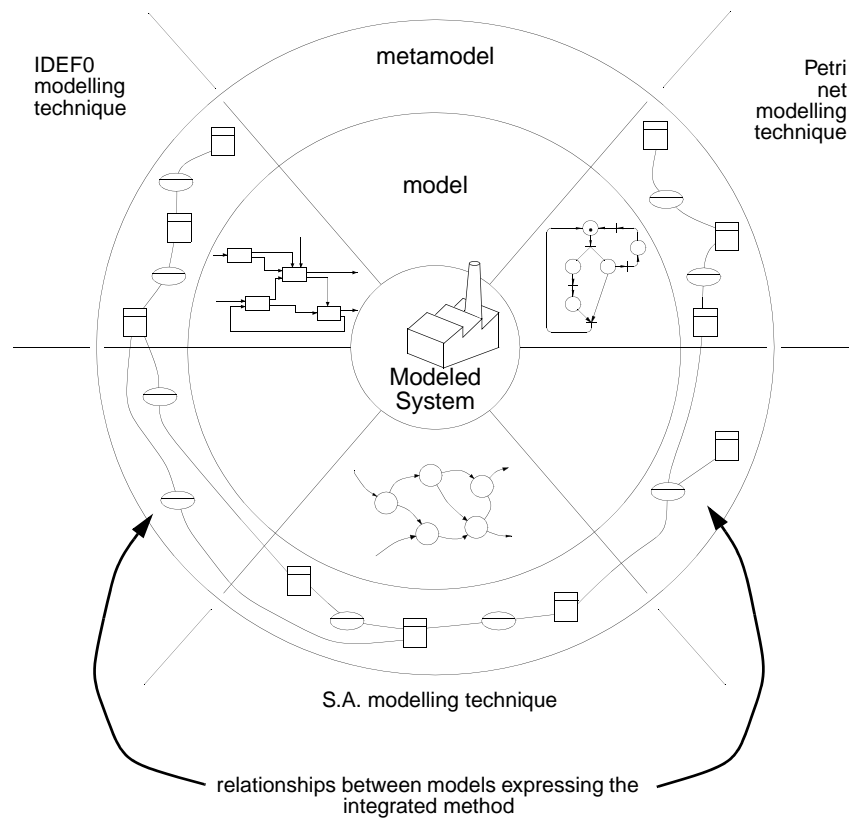 metamodel
IDEF0
modelling
technique
Petri
net
modelling
technique
model
Modeled
System
S.A. modelling technique
relationships between models expressing the
integrated method